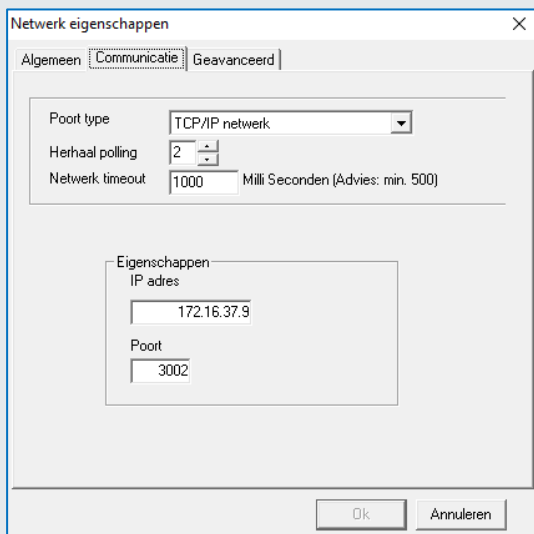 Netwerk eigenschappen
Algemeen Communicatie Geavanceerd
Poort type TCP/IP netwerk
Herhaal polling 2
Netwerk timeout 1000 Milli Seconden (Advies: min. 500)
Eigenschappen
IP adres
172.16.37.9
Poort
3002
Ok Annuleren